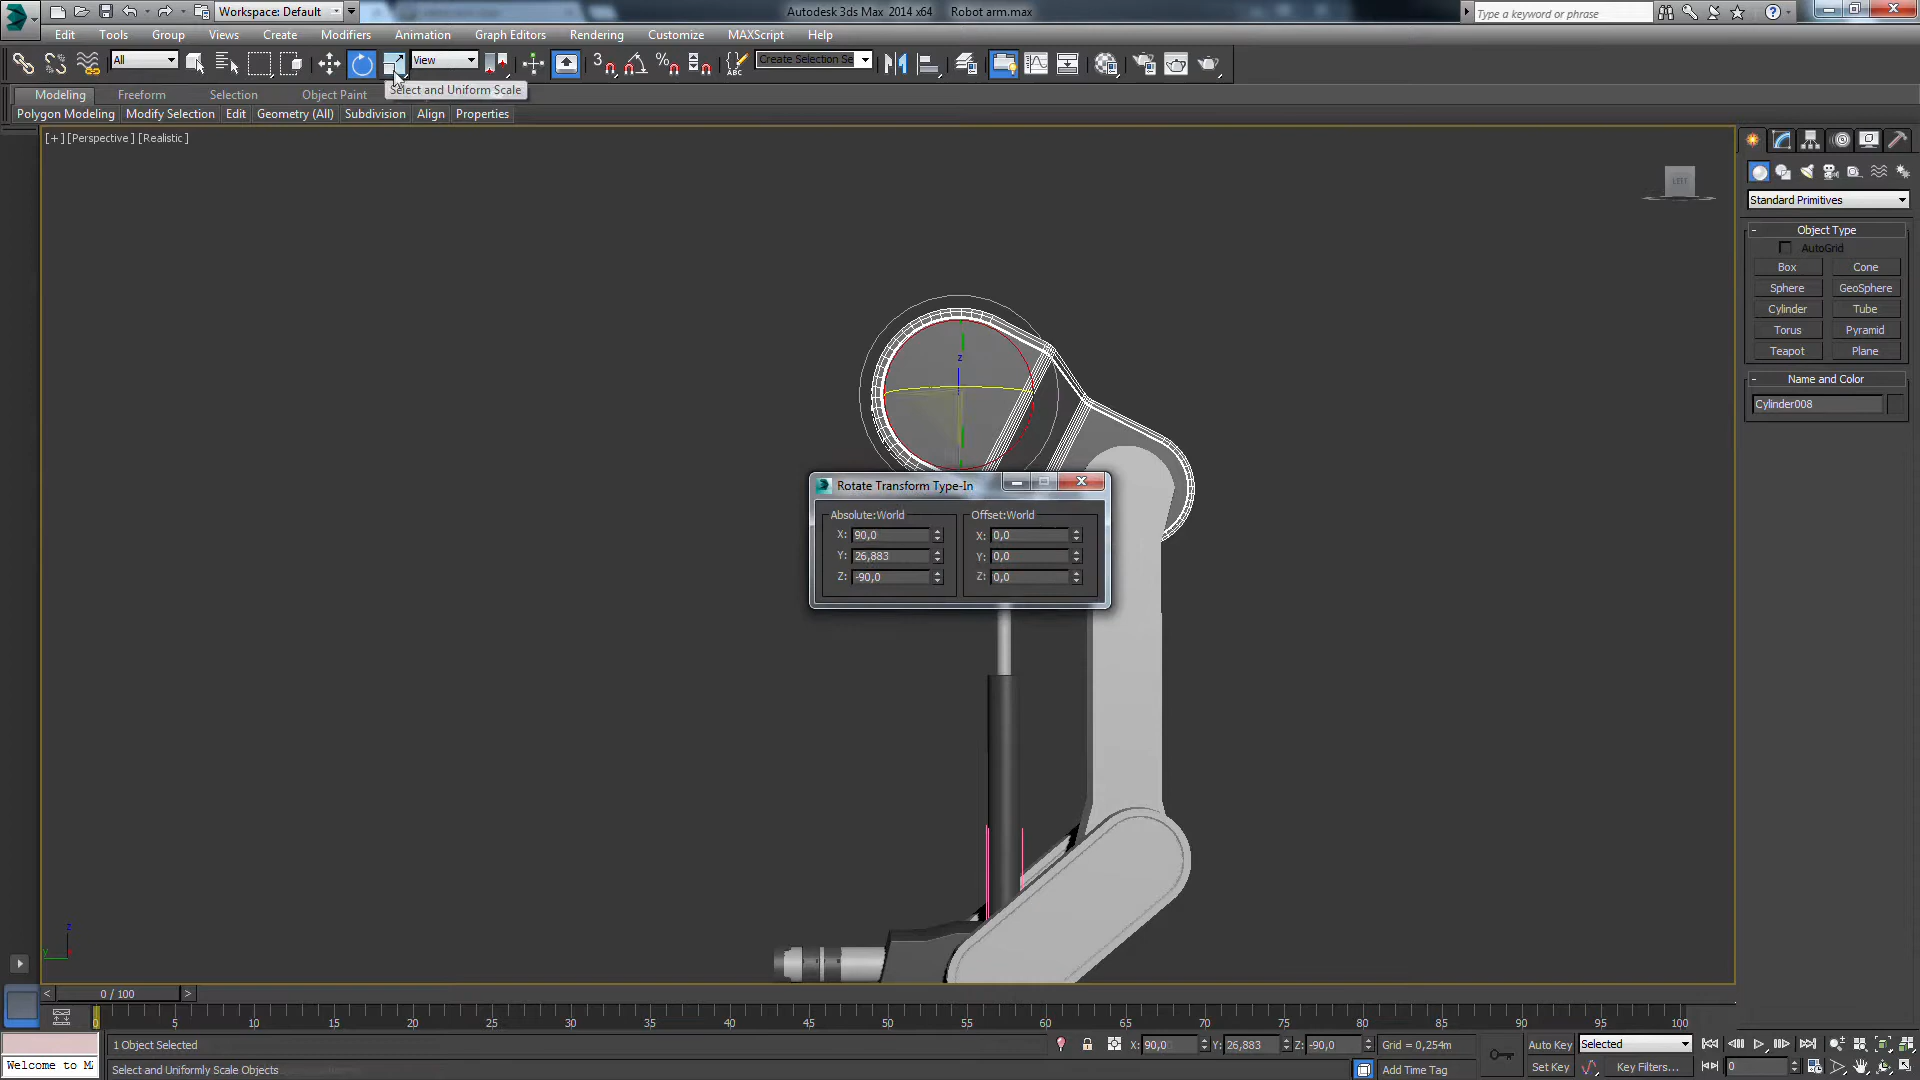 Workspace: Default
Autodesk 3ds Max 2014 x64 Robot arm.max
Type a keyword or phrase
Edit Tools Group Views Create Modifiers Animation Graph Editors Rendering Customize MAXScript Help
All
View
3
%
ABC
Create Selection Se
Select and Uniform Scale
Modeling Freeform Selection Object Paint
Polygon Modeling Modify Selection Edit Geometry (All) Subdivision Align Properties
[+] [Perspective] [Realistic]
LEFT
Standard Primitives
- Object Type
AutoGrid
Box Cone
Sphere GeoSphere
Cylinder Tube
Torus Pyramid
Teapot Plane
- Name and Color
Cylinder008
z
Rotate Transform Type-In
Absolute:World Offset:World
X: 90,0 X: 0,0
Y: 26,883 Y: 0,0
Z: -90,0 Z: 0,0
z
y
< 0 / 100 >
0 5 10 15 20 25 30 35 40 45 50 55 60 65 70 75 80 85 90 95 100
1 Object Selected
X: 90,0 Y: 26,883 Z: -90,0 Grid = 0,254m
Auto Key Selected
Welcome to M
Select and Uniformly Scale Objects
Add Time Tag
Set Key Key Filters...
0